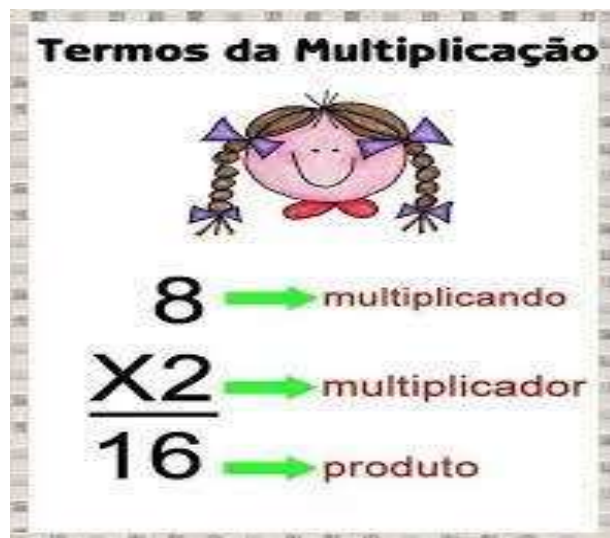 Termos da Multiplicação
8 multiplicando
X2 multiplicador
16 produto